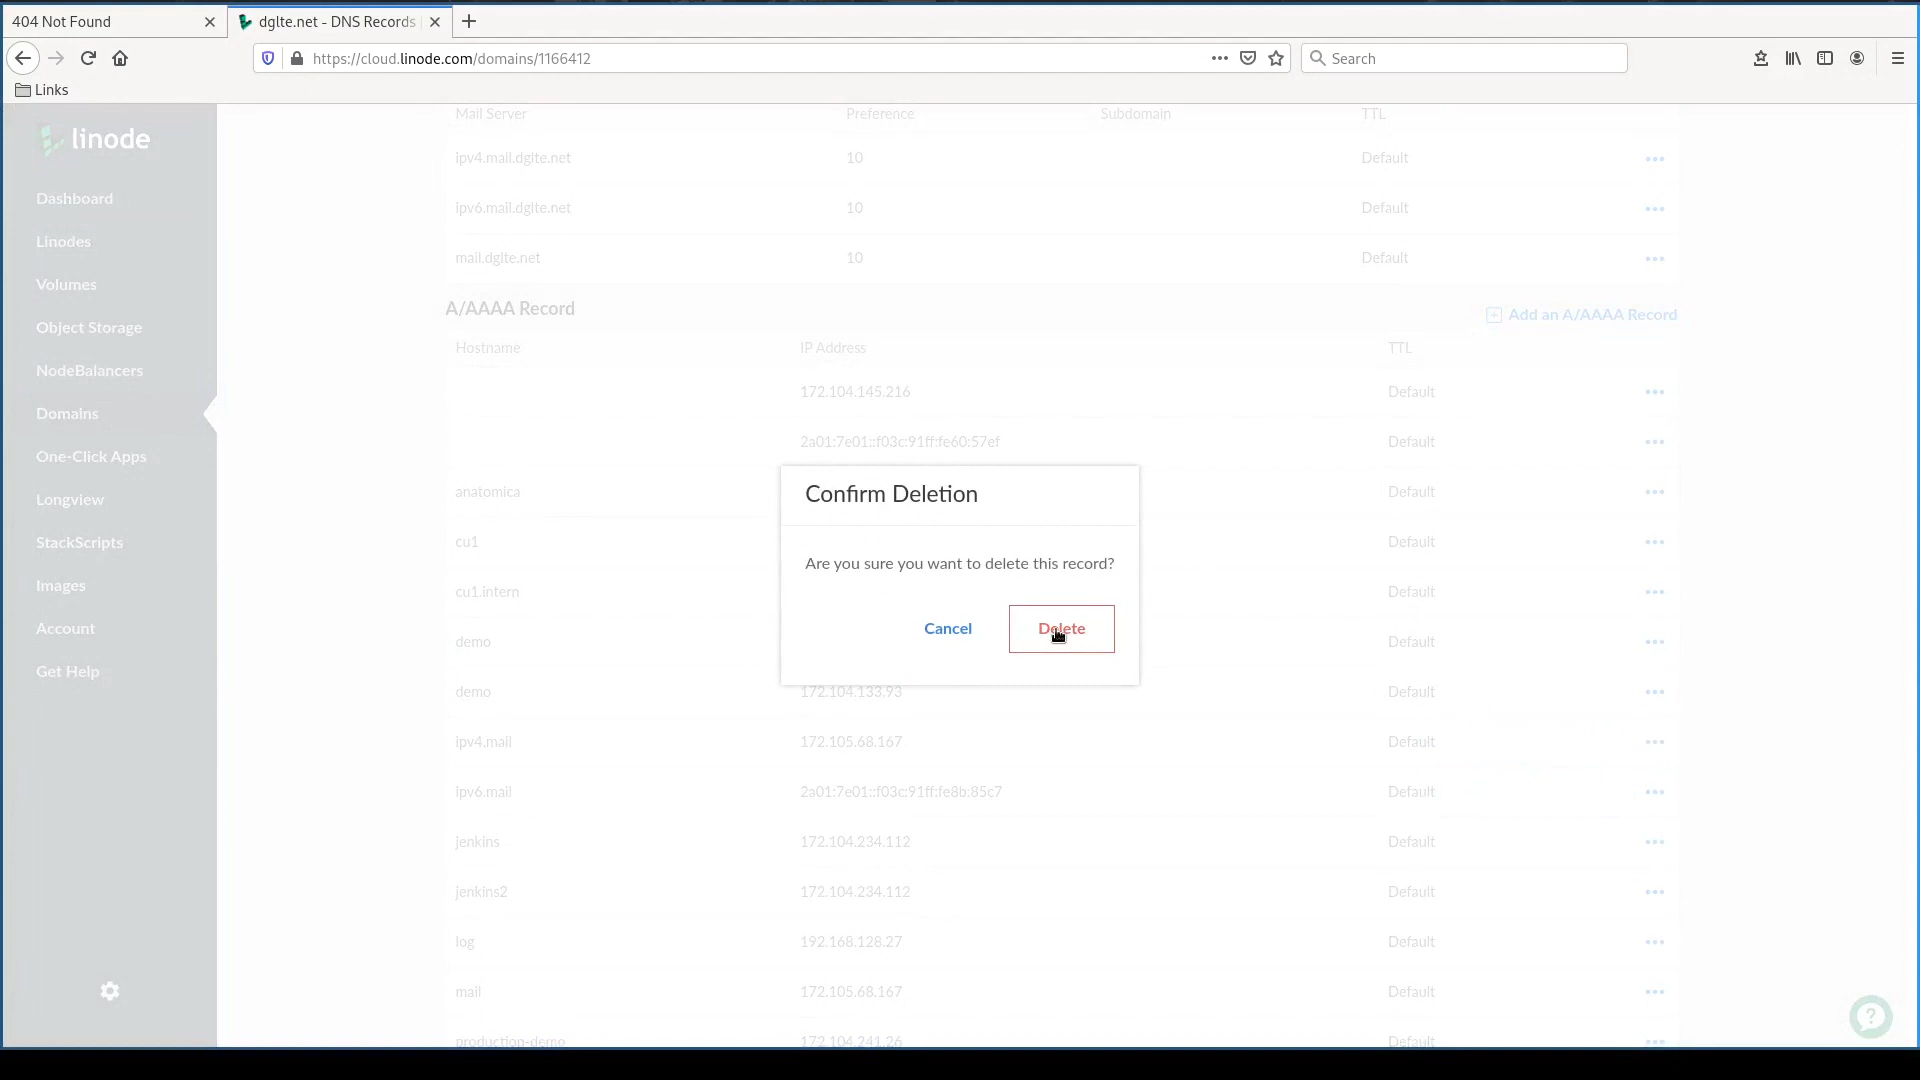 404 Not Found
dglte.net - DNS Records
https://cloud.linode.com/domains/1166412
Search
Links
linode
Dashboard
Linodes
Volumes
Object Storage
NodeBalancers
Domains
One-Click Apps
Longview
StackScripts
Images
Account
Get Help
Mail Server Preference Subdomain TTL
ipv4.mail.dglte.net 10 Default
ipv6.mail.dglte.net 10 Default
mail.dglte.net 10 Default
A/AAAA Record
Add an A/AAAA Record
Hostname IP Address TTL
172.104.145.216 Default
2a01:7e01::f03c:91ff:fe60:57ef Default
anatomica Default
cu1 Default
cu1.intern Default
demo Default
demo 172.104.133.93 Default
ipv4.mail 172.105.68.167 Default
ipv6.mail 2a01:7e01::f03c:91ff:fe8b:85c7 Default
jenkins 172.104.234.112 Default
jenkins2 172.104.234.112 Default
log 192.168.128.27 Default
mail 172.105.68.167 Default
production-demo 172.104.241.26 Default
Confirm Deletion
Are you sure you want to delete this record?
Cancel
Delete